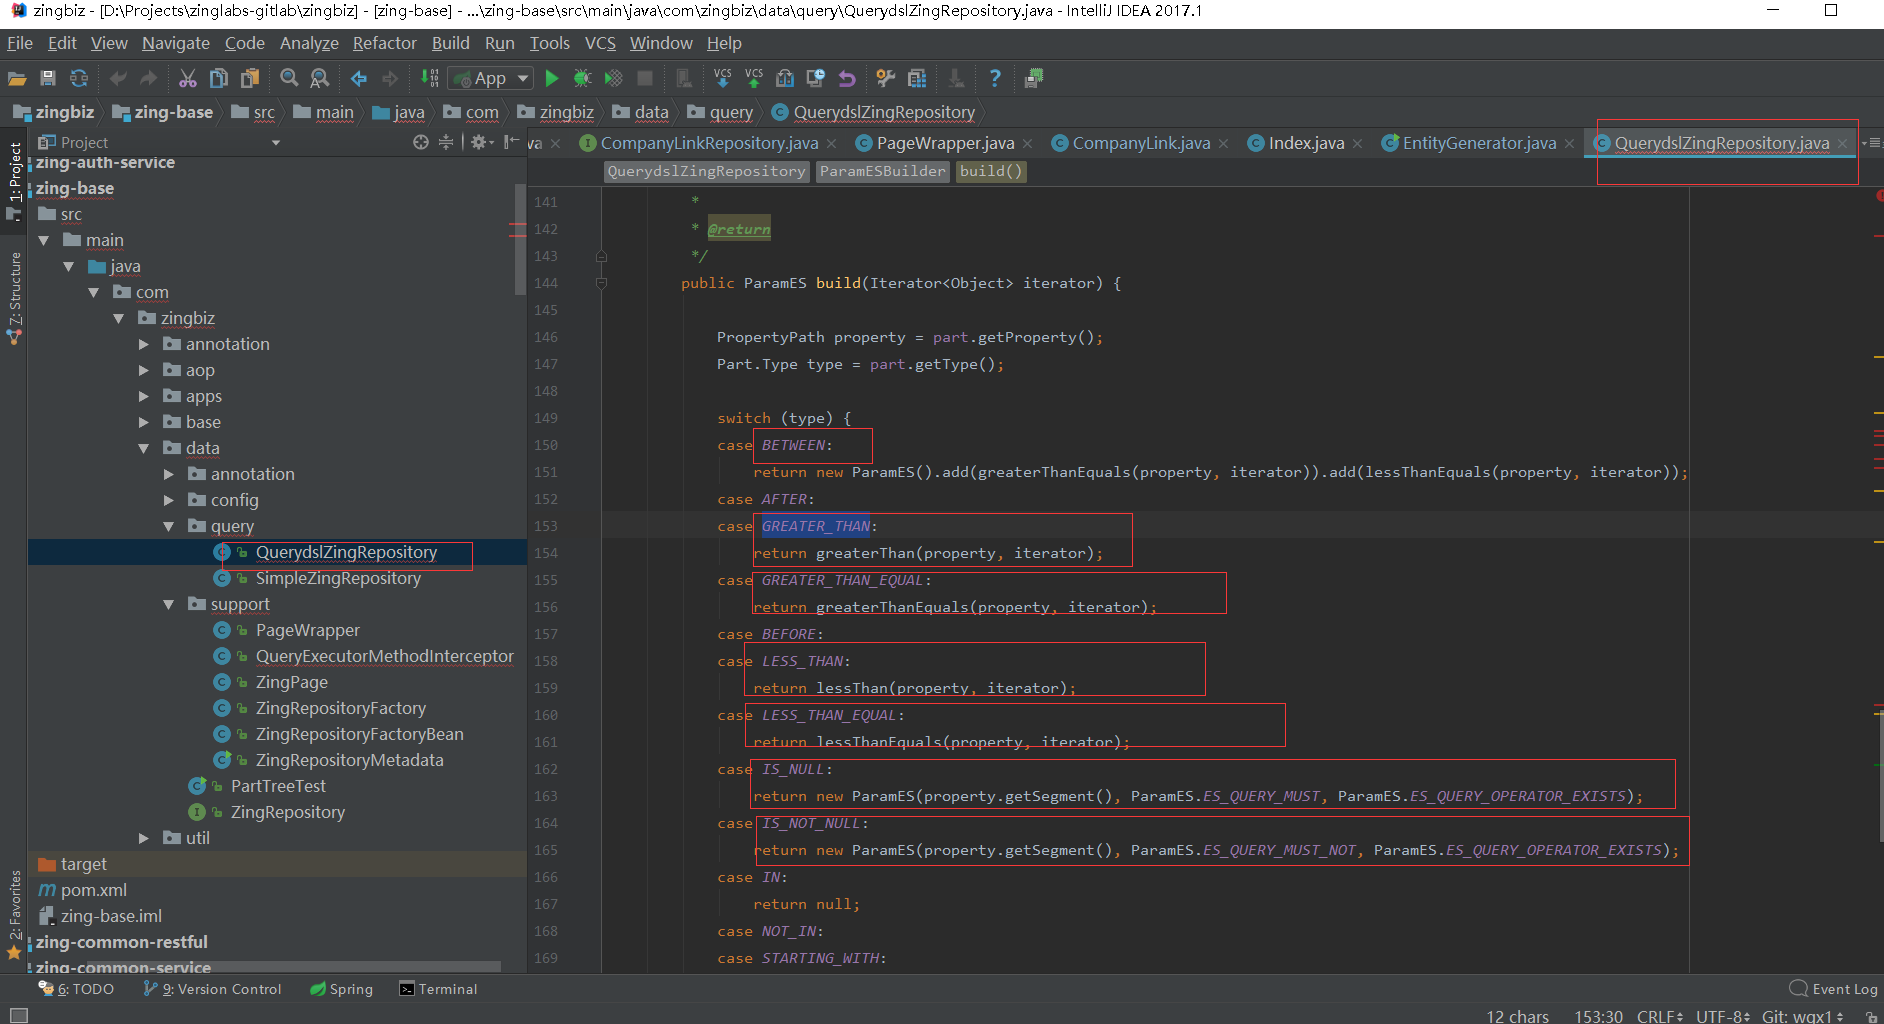 zingbiz - [D:\Projects\zinglabs-gitlab\zingbiz] - [zing-base] - ...\zing-base\src\main\java\com\zingbiz\data\query\QuerydslZingRepository.java - IntelliJ IDEA 2017.1
File Edit View Navigate Code Analyze Refactor Build Run Tools VCS Window Help
App VCS VCS ?
zingbiz zing-base src main java com zingbiz data query QuerydslZingRepository
Project
va CompanyLinkRepository.java PageWrapper.java CompanyLink.java Index.java EntityGenerator.java QuerydslZingRepository.java
QuerydslZingRepository ParamESBuilder build()
1: Project
Z: Structure
2: Favorites
zing-auth-service
zing-base
src
main
java
com
zingbiz
annotation
aop
apps
base
data
annotation
config
query
QuerydslZingRepository
SimpleZingRepository
support
PageWrapper
QueryExecutorMethodInterceptor
ZingPage
ZingRepositoryFactory
ZingRepositoryFactoryBean
ZingRepositoryMetadata
PartTreeTest
ZingRepository
util
target
pom.xml
zing-base.iml
zing-common-restful
zing-common-service
141 *
142 * @return
143 */
144 public ParamES build(Iterator<Object> iterator) {
145
146 PropertyPath property = part.getProperty();
147 Part.Type type = part.getType();
148
149 switch (type) {
150 case BETWEEN:
151 return new ParamES().add(greaterThanEquals(property, iterator)).add(lessThanEquals(property, iterator));
152 case AFTER:
153 case GREATER_THAN:
154 return greaterThan(property, iterator);
155 case GREATER_THAN_EQUAL:
156 return greaterThanEquals(property, iterator);
157 case BEFORE:
158 case LESS_THAN:
159 return lessThan(property, iterator);
160 case LESS_THAN_EQUAL:
161 return lessThanEquals(property, iterator);
162 case IS_NULL:
163 return new ParamES(property.getSegment(), ParamES.ES_QUERY_MUST, ParamES.ES_QUERY_OPERATOR_EXISTS);
164 case IS_NOT_NULL:
165 return new ParamES(property.getSegment(), ParamES.ES_QUERY_MUST_NOT, ParamES.ES_QUERY_OPERATOR_EXISTS);
166 case IN:
167 return null;
168 case NOT_IN:
169 case STARTING_WITH:
6: TODO 9: Version Control Spring Terminal Event Log
12 chars 153:30 CRLF UTF-8 Git: wgx1